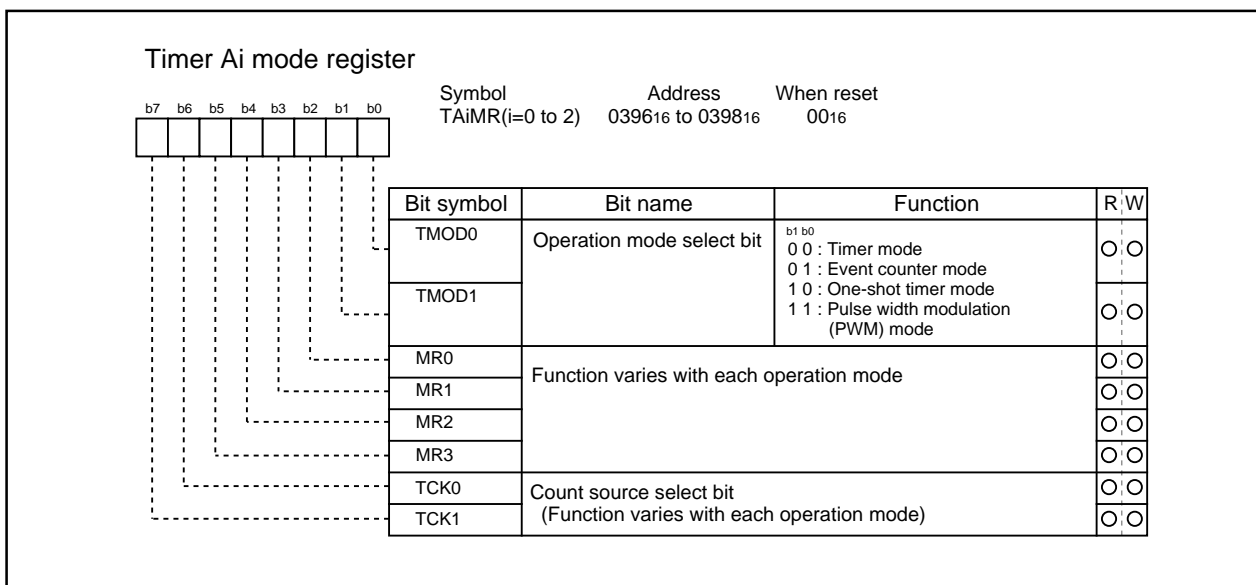 Timer Ai mode register
Symbol Address When reset
TAiMR(i=0 to 2) 039616 to 039816 0016
b7 b6 b5 b4 b3 b2 b1 b0
Bit symbol Bit name Function R W
TMOD0 Operation mode select bit b1 b0
0 0 : Timer mode
0 1 : Event counter mode
TMOD1 1 0 : One-shot timer mode
1 1 : Pulse width modulation
(PWM) mode
MR0
Function varies with each operation mode
MR1
MR2
MR3
TCK0 Count source select bit
TCK1 (Function varies with each operation mode)